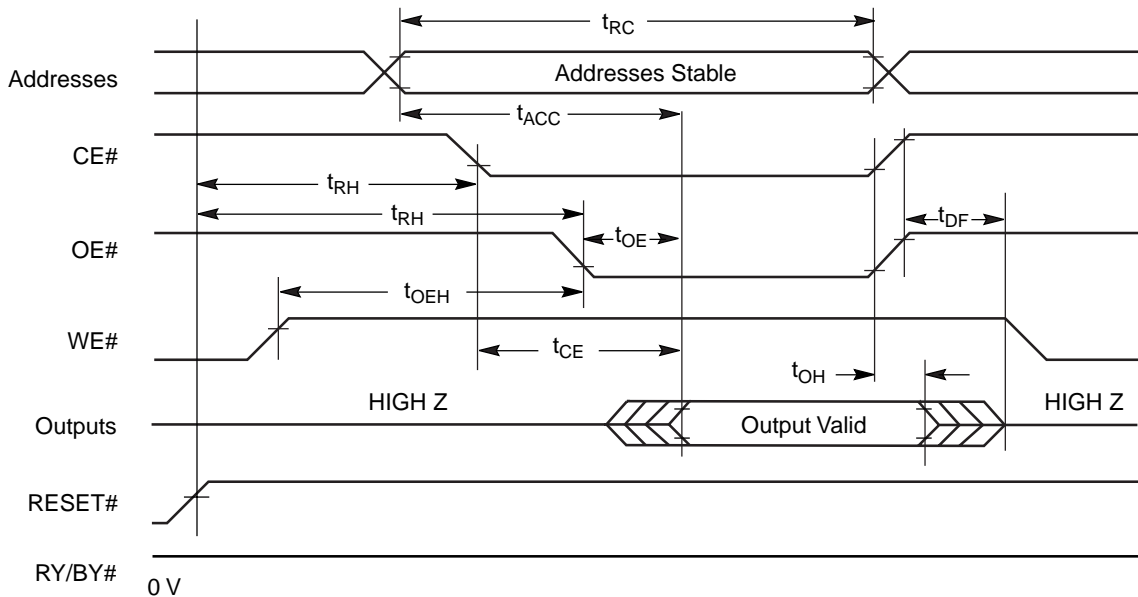 tRC
Addresses
Addresses Stable
tACC
CE#
tRH
tRH
tDF
OE#
tOE
tOEH
WE#
tCE
tOH
HIGH Z
HIGH Z
Outputs
Output Valid
RESET#
RY/BY#
0 V